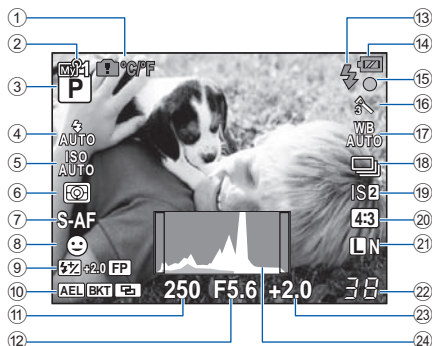 1
2
3
4
5
6
7
8
9
10
11
12
13
14
15
16
17
18
19
20
21
22
23
24
My1
°C/°F
P
AUTO
ISO
AUTO
S-AF
+2.0 FP
AEL BKT
250 F5.6 +2.0
3
WB
AUTO
IS2
4:3
L N
38